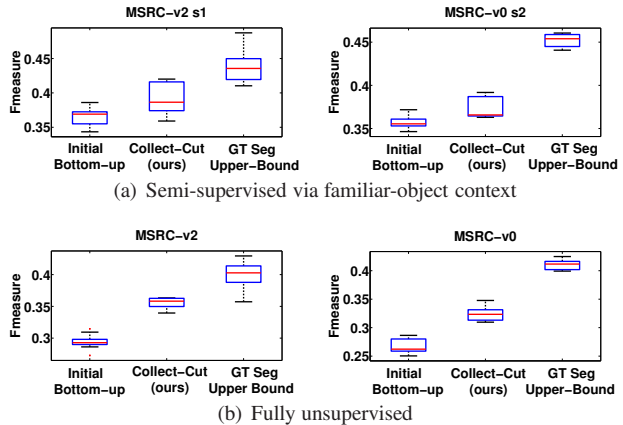 MSRC-v2 s1
Fmeasure
0.45
0.4
0.35
Initial Bottom-up
Collect-Cut (ours)
GT Seg Upper-Bound
MSRC-v0 s2
Fmeasure
0.45
0.4
0.35
Initial Bottom-up
Collect-Cut (ours)
GT Seg Upper-Bound
(a) Semi-supervised via familiar-object context
MSRC-v2
Fmeasure
0.4
0.35
0.3
Initial Bottom-up
Collect-Cut (ours)
GT Seg Upper Bound
MSRC-v0
Fmeasure
0.4
0.35
0.3
0.25
Initial Bottom-up
Collect-Cut (ours)
GT Seg Upper-Bound
(b) Fully unsupervised